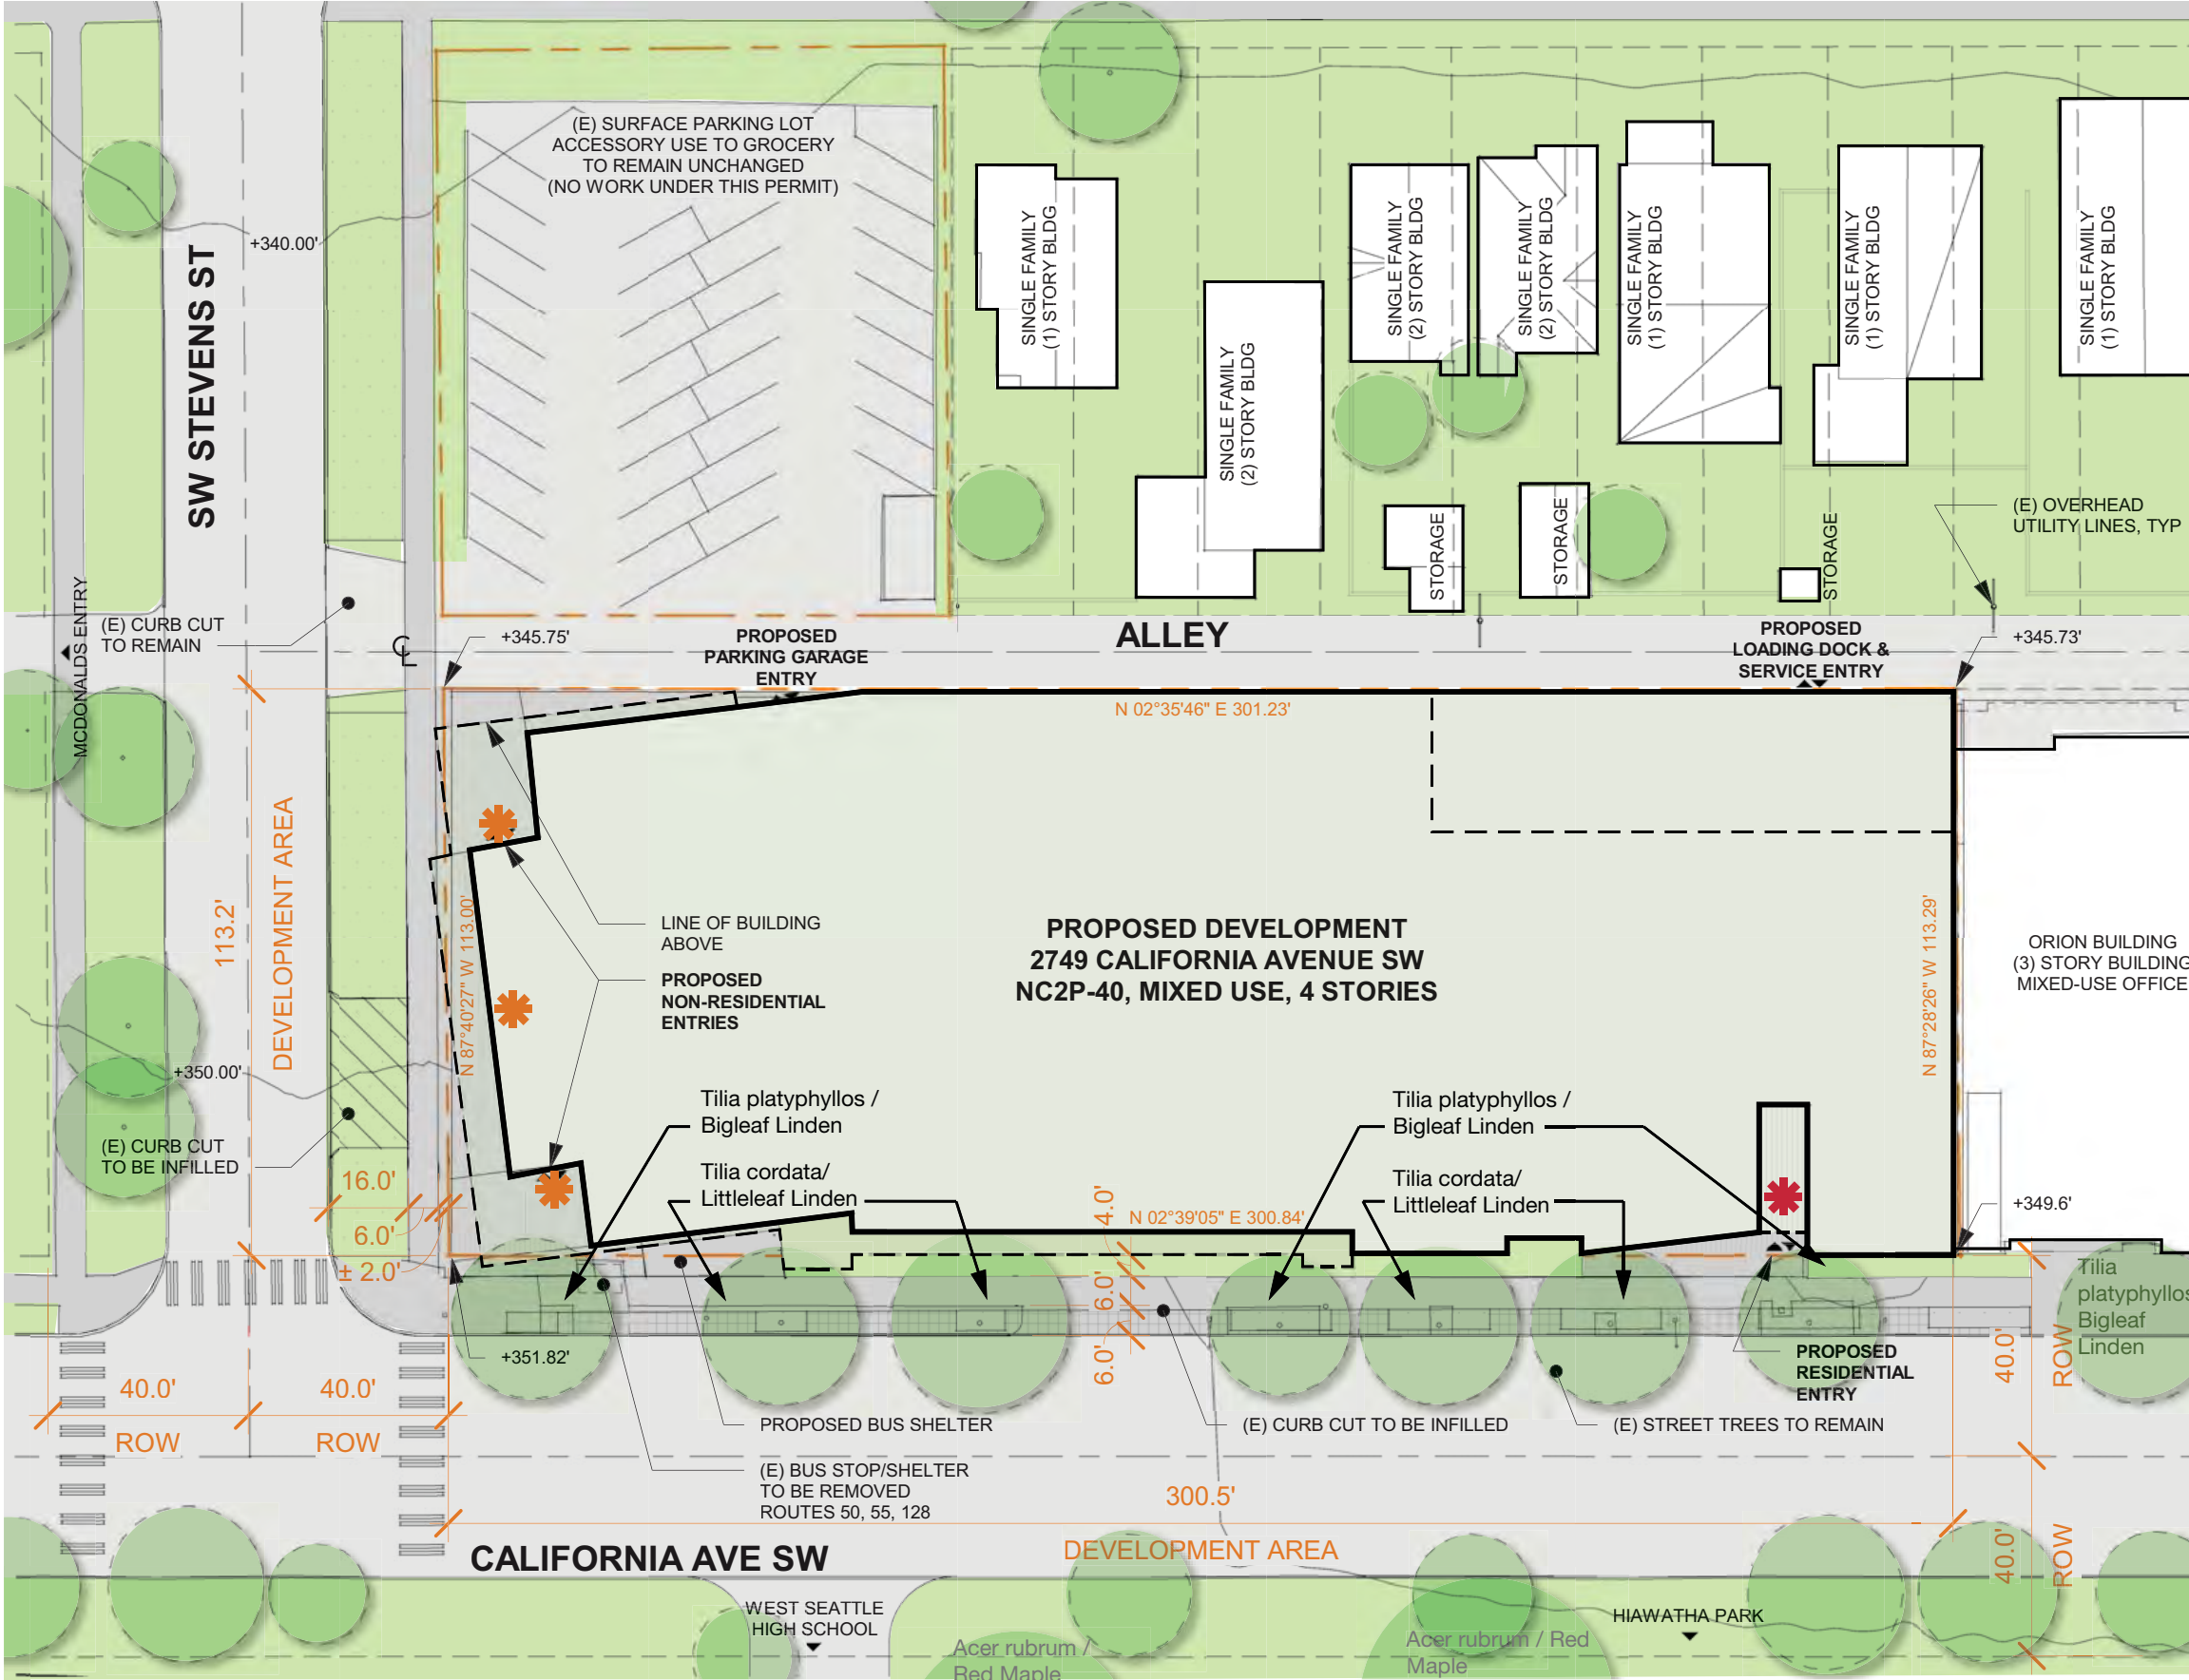 (E) SURFACE PARKING LOT
ACCESSORY USE TO GROCERY
TO REMAIN UNCHANGED
(NO WORK UNDER THIS PERMIT)
+340.00'
SW STEVENS ST
SINGLE FAMILY
(1) STORY BLDG
SINGLE FAMILY
(2) STORY BLDG
SINGLE FAMILY
(2) STORY BLDG
SINGLE FAMILY
(2) STORY BLDG
SINGLE FAMILY
(1) STORY BLDG
SINGLE FAMILY
(1) STORY BLDG
SINGLE FAMILY
(1) STORY BLDG
STORAGE
STORAGE
STORAGE
(E) OVERHEAD
UTILITY LINES, TYP
MCDONALDS ENTRY
(E) CURB CUT
TO REMAIN
CL
+345.75'
PROPOSED
PARKING GARAGE
ENTRY
ALLEY
PROPOSED
LOADING DOCK &
SERVICE ENTRY
+345.73'
N 02°35'46" E 301.23'
113.2'
DEVELOPMENT AREA
N 87°40'27" W 113.00'
LINE OF BUILDING
ABOVE
PROPOSED
NON-RESIDENTIAL
ENTRIES
PROPOSED DEVELOPMENT
2749 CALIFORNIA AVENUE SW
NC2P-40, MIXED USE, 4 STORIES
N 87°28'26" W 113.29'
ORION BUILDING
(3) STORY BUILDING
MIXED-USE OFFICE
+350.00'
(E) CURB CUT
TO BE INFILLED
16.0'
6.0'
± 2.0'
Tilia platyphyllos /
Bigleaf Linden
Tilia cordata/
Littleleaf Linden
Tilia platyphyllos /
Bigleaf Linden
Tilia cordata/
Littleleaf Linden
4.0'
N 02°39'05" E 300.84'
6.0'
6.0'
+349.6'
Tilia
platyphyllos
Bigleaf
Linden
+351.82'
40.0'
40.0'
ROW
ROW
PROPOSED BUS SHELTER
(E) CURB CUT TO BE INFILLED
(E) STREET TREES TO REMAIN
PROPOSED
RESIDENTIAL
ENTRY
40.0'
ROW
(E) BUS STOP/SHELTER
TO BE REMOVED
ROUTES 50, 55, 128
300.5'
DEVELOPMENT AREA
CALIFORNIA AVE SW
40.0'
ROW
WEST SEATTLE
HIGH SCHOOL
HIAWATHA PARK
Acer rubrum /
Red Maple
Acer rubrum / Red
Maple